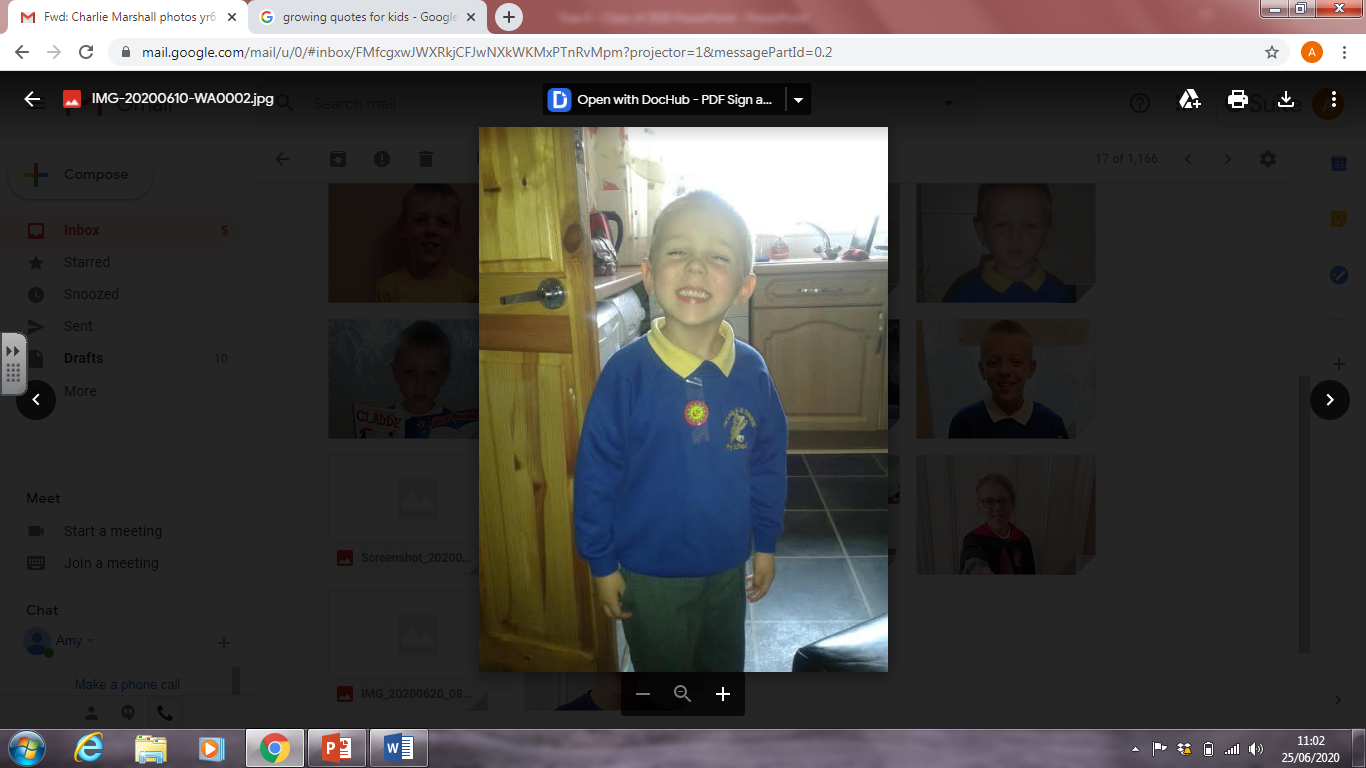 Fwd: Charlie Marshall photos yr6
growing quotes for kids - Google
mail.google.com/mail/u/0/#inbox/FMfcgxwJWXRkjCFJwNXkWKMxPTnRvMpm?projector=1&messagePartId=0.2
A
IMG-20200610-WA0002.jpg
Search mail
Open with DocHub - PDF Sign a...
Compose
17 of 1,166
Inbox 5
Starred
Snoozed
Sent
Drafts 10
More
Meet
Start a meeting
Join a meeting
Chat
Amy
Make a phone call
Screenshot_20200...
IMG_20200620_08...
11:02
25/06/2020